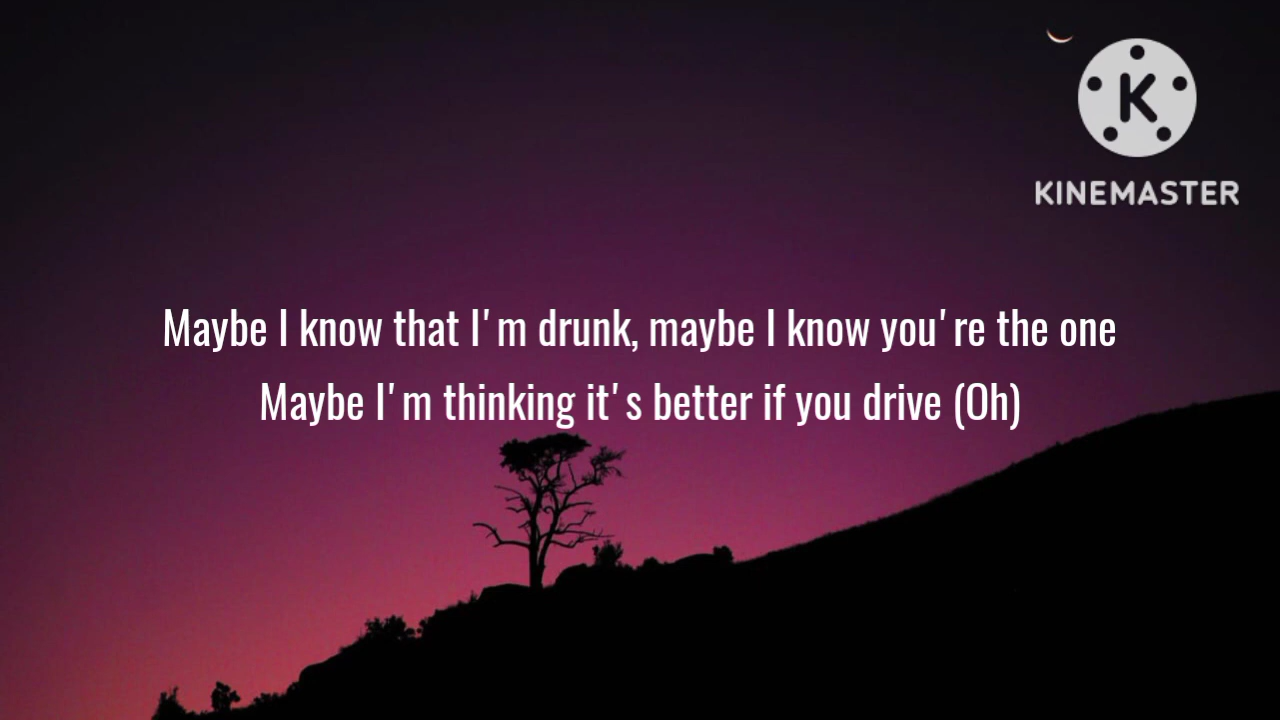 K
KINEMASTER
Maybe I know that I'm drunk, maybe I know you're the one
Maybe I'm thinking it's better if you drive (Oh)